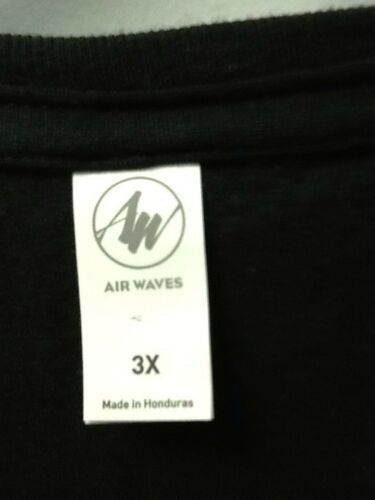 AW
AIR WAVES
3X
Made in Honduras